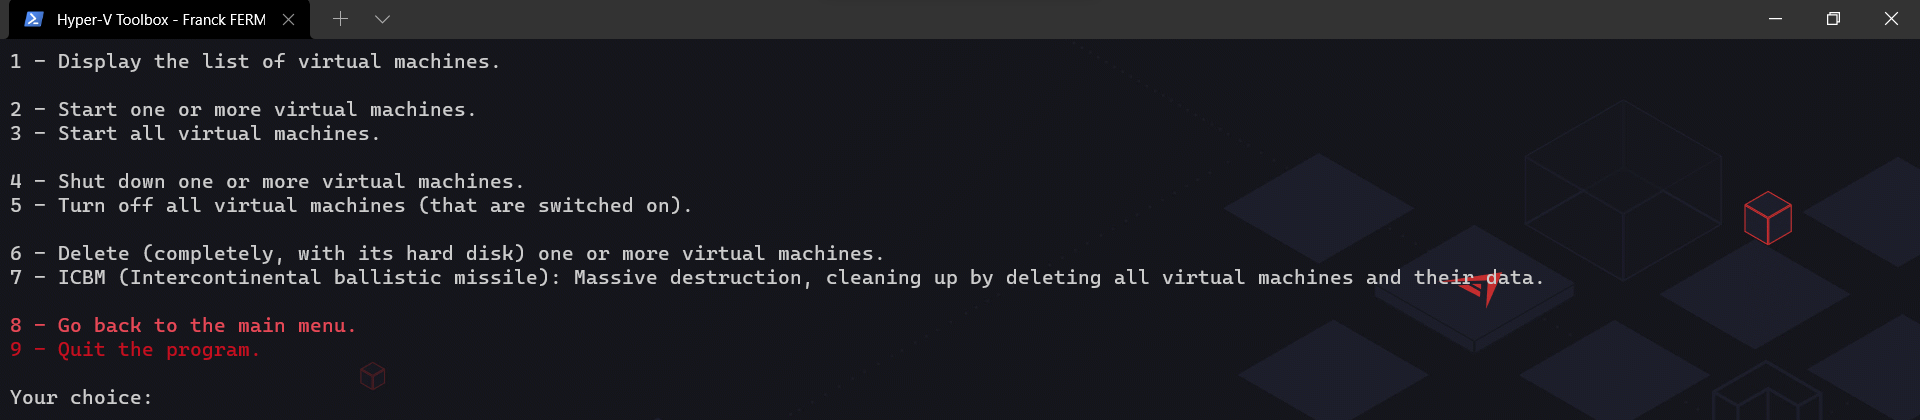 Hyper-V Toolbox - Franck FERM
1 - Display the list of virtual machines.
2 - Start one or more virtual machines.
3 - Start all virtual machines.
4 - Shut down one or more virtual machines.
5 - Turn off all virtual machines (that are switched on).
6 - Delete (completely, with its hard disk) one or more virtual machines.
7 - ICBM (Intercontinental ballistic missile): Massive destruction, cleaning up by deleting all virtual machines and their data.
8 - Go back to the main menu.
9 - Quit the program.
Your choice: